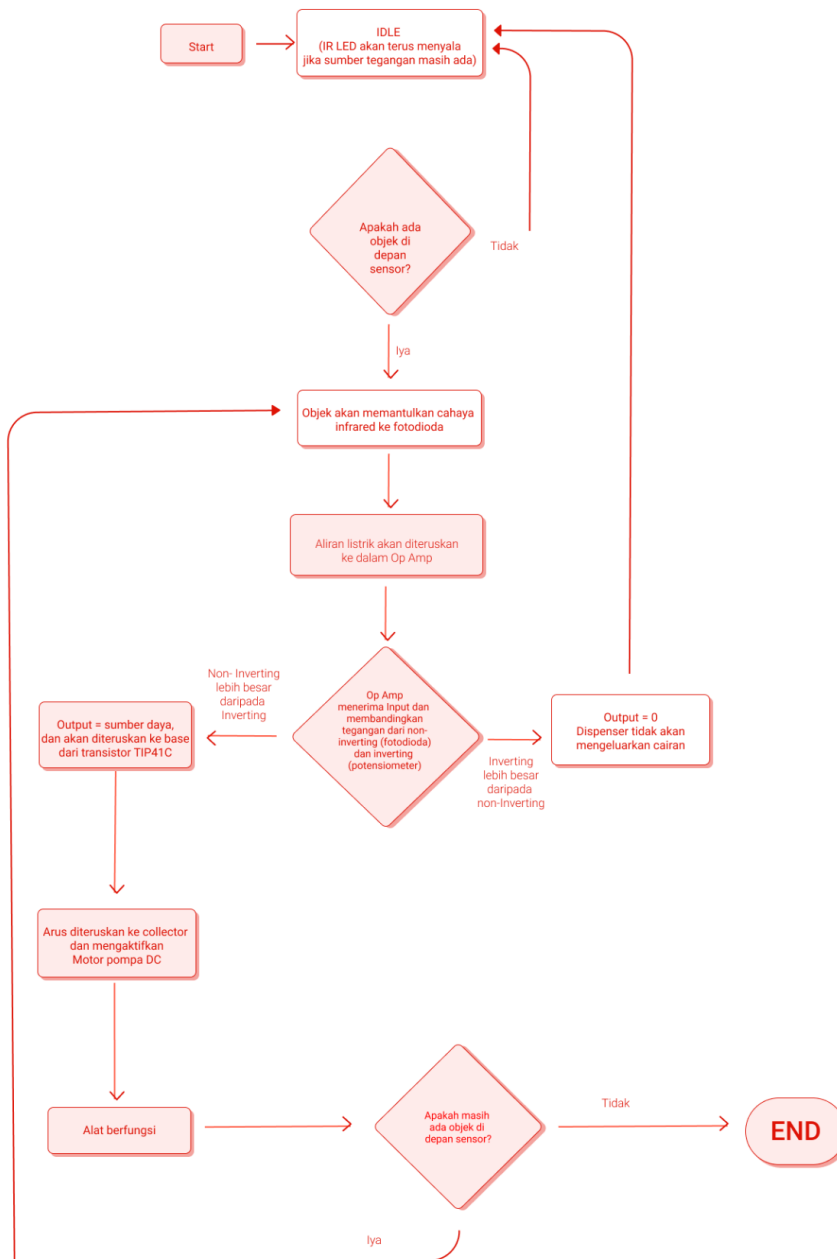 Start
IDLE
(IR LED akan terus menyala
jika sumber tegangan masih ada)
Apakah ada
objek di
depan
sensor?
Tidak
Iya
Objek akan memantulkan cahaya
infrared ke fotodioda
Aliran listrik akan diteruskan
ke dalam Op Amp
Non- Inverting
lebih besar
daripada
Inverting
Op Amp
menerima Input dan
membandingkan
tegangan dari non-
inverting (fotodioda)
dan inverting
(potensiometer)
Output = sumber daya,
dan akan diteruskan ke base
dari transistor TIP41C
Inverting
lebih besar
daripada
non-Inverting
Output = 0
Dispenser tidak akan
mengeluarkan cairan
Arus diteruskan ke collector
dan mengaktifkan
Motor pompa DC
Alat berfungsi
Apakah masih
ada objek di
depan sensor?
Tidak
END
Iya